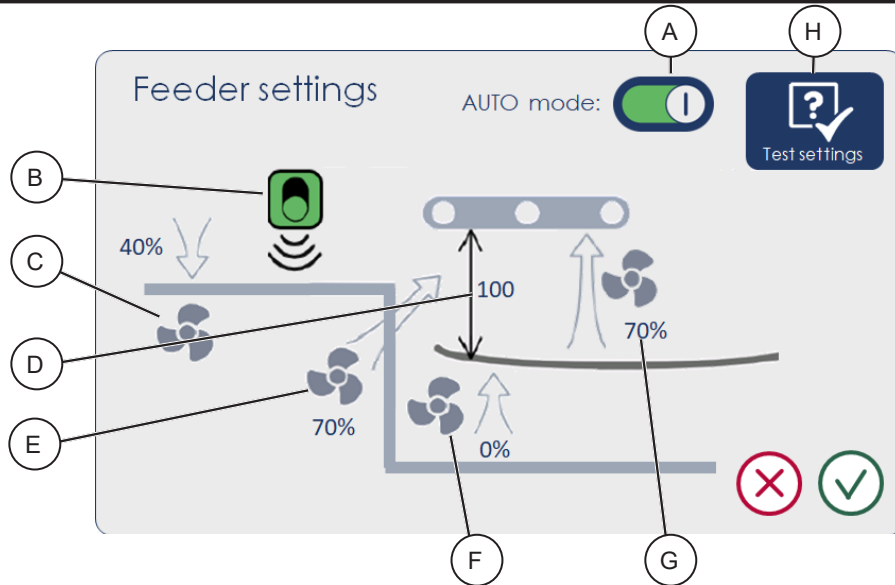 A
H
Feeder settings
AUTO mode:
Test settings
B
40%
C
100
D
70%
E
70%
0%
F
G